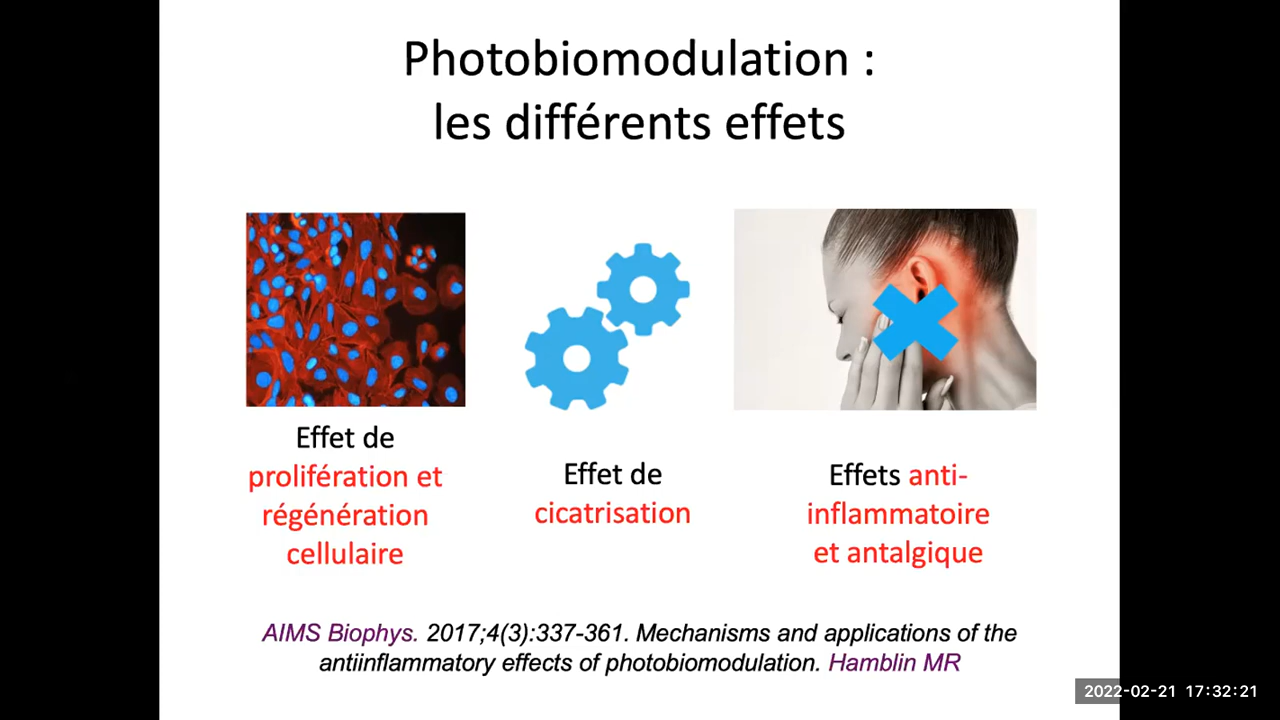 Photobiomodulation :
les différents effets
Effet de
prolifération et
régénération
cellulaire
Effet de
cicatrisation
Effets anti-
inflammatoire
et antalgique
AIMS Biophys. 2017;4(3):337-361. Mechanisms and applications of the
antiinflammatory effects of photobiomodulation. Hamblin MR
2022-02-21 17:32:21